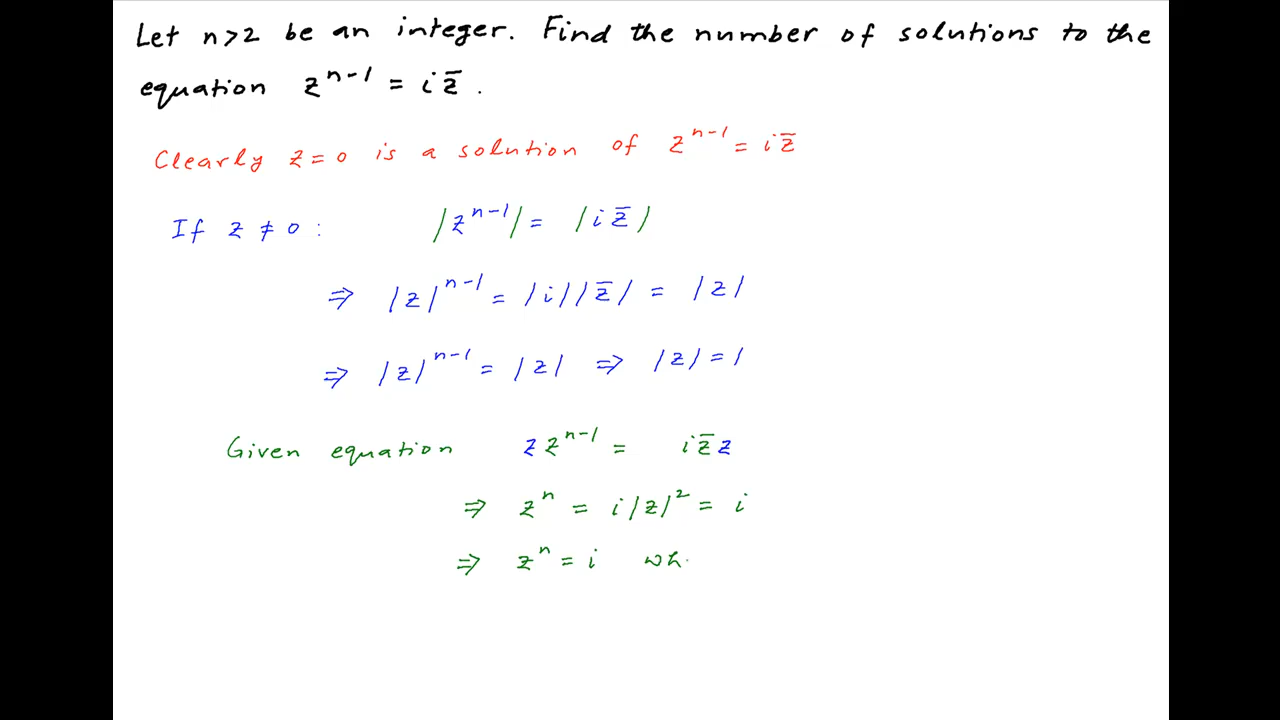 Let n>2 be an integer. Find the number of solutions to the
equation z^{n-1} = i z̄ .
Clearly z=0 is a solution of z^{n-1} = i z̄
If z ≠ 0 : |z^{n-1}| = |i z̄|
⇒ |z|^{n-1} = |i||z̄| = |z|
⇒ |z|^{n-1} = |z| ⇒ |z| = 1
Given equation z z^{n-1} = i z̄ z
⇒ z^n = i|z|^2 = i
⇒ z^n = i wh